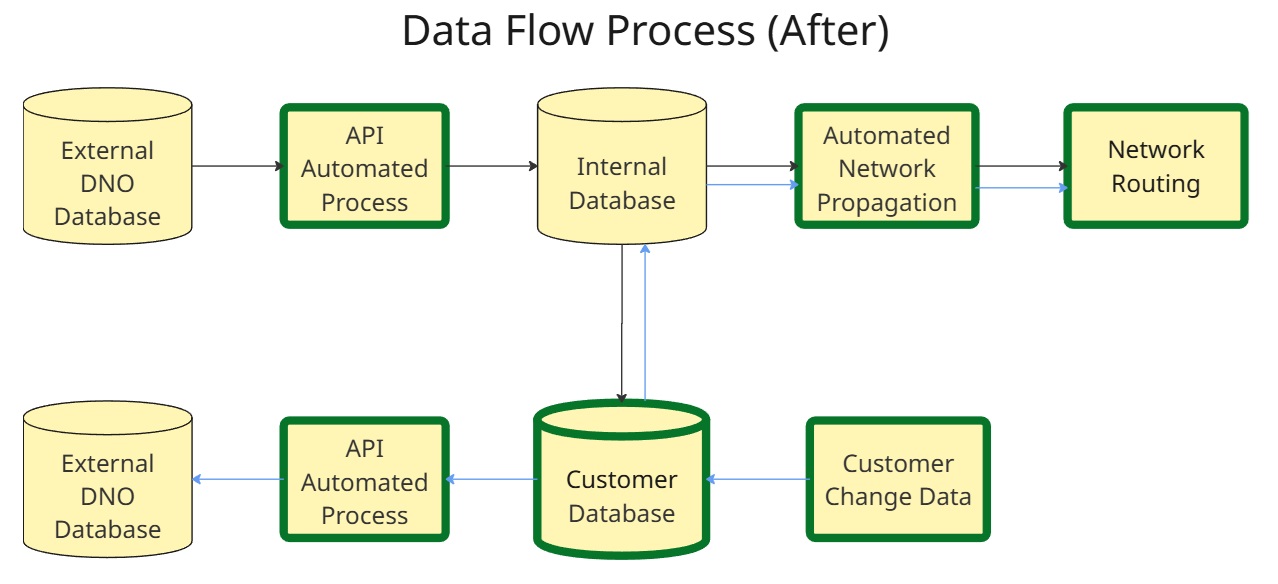 Data Flow Process (After)
External
DNO
Database
API
Automated
Process
Internal
Database
Automated
Network
Propagation
Network
Routing
External
DNO
Database
API
Automated
Process
Customer
Database
Customer
Change Data